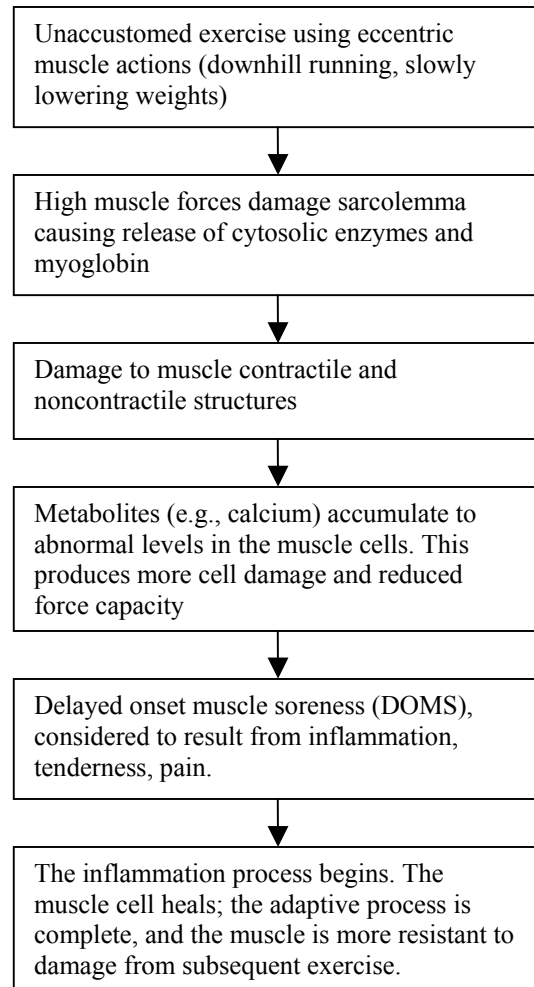 Unaccustomed exercise using eccentric
muscle actions (downhill running, slowly
lowering weights)
High muscle forces damage sarcolemma
causing release of cytosolic enzymes and
myoglobin
Damage to muscle contractile and
noncontractile structures
Metabolites (e.g., calcium) accumulate to
abnormal levels in the muscle cells. This
produces more cell damage and reduced
force capacity
Delayed onset muscle soreness (DOMS),
considered to result from inflammation,
tenderness, pain.
The inflammation process begins. The
muscle cell heals; the adaptive process is
complete, and the muscle is more resistant to
damage from subsequent exercise.